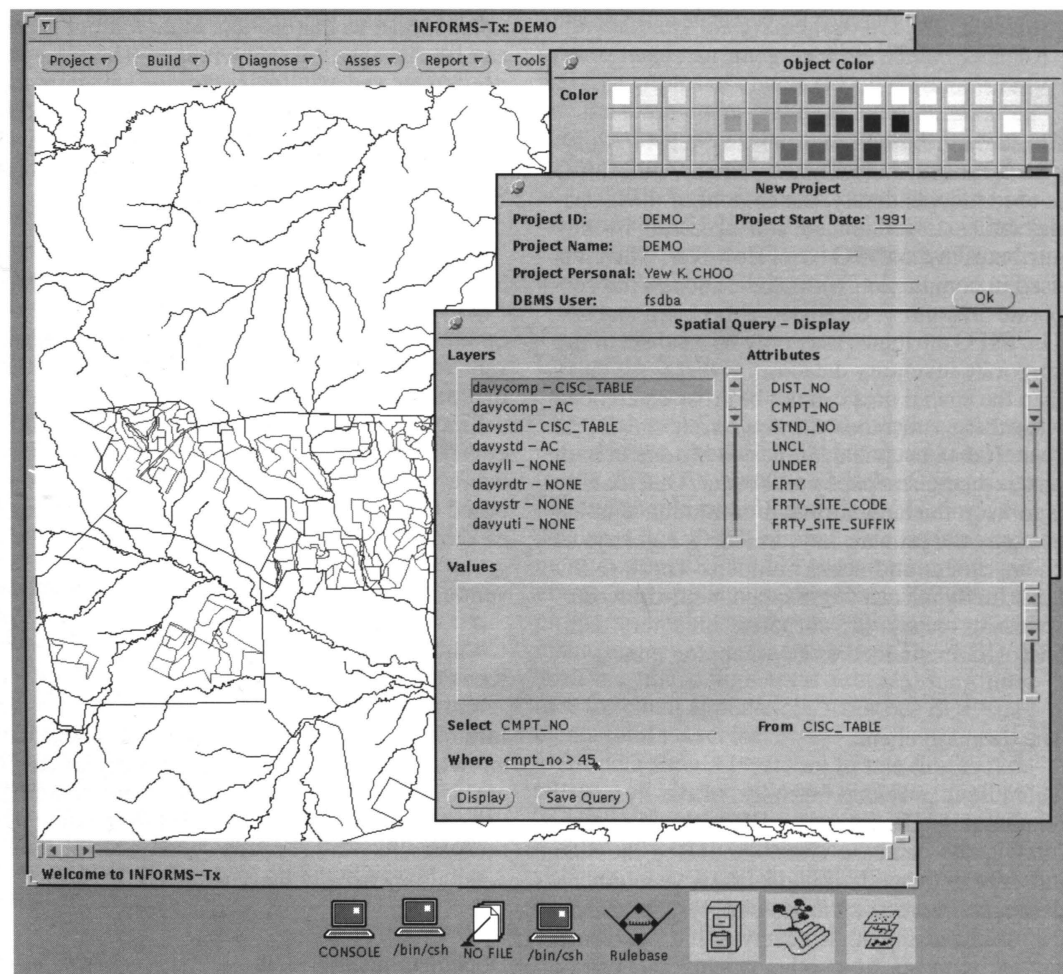 INFORMS-Tx: DEMO
Project Build Diagnose Asses Report Tools
Object Color
Color
New Project
Project ID: DEMO Project Start Date: 1991
Project Name: DEMO
Project Personal: Yew K. CHOO
DBMS User: fsdba
Ok
Spatial Query - Display
Layers
davycomp - CISC_TABLE
davycomp - AC
davystd - CISC_TABLE
davystd - AC
davyll - NONE
davyrdtr - NONE
davystr - NONE
davyuti - NONE
Attributes
DIST_NO
CMPT_NO
STND_NO
LNCL
UNDER
FRTY
FRTY_SITE_CODE
FRTY_SITE_SUFFIX
Values
Select CMPT_NO From CISC_TABLE
Where cmpt_no > 45
Display Save Query
Welcome to INFORMS-Tx
CONSOLE /bin/csh NO FILE /bin/csh Rulebase